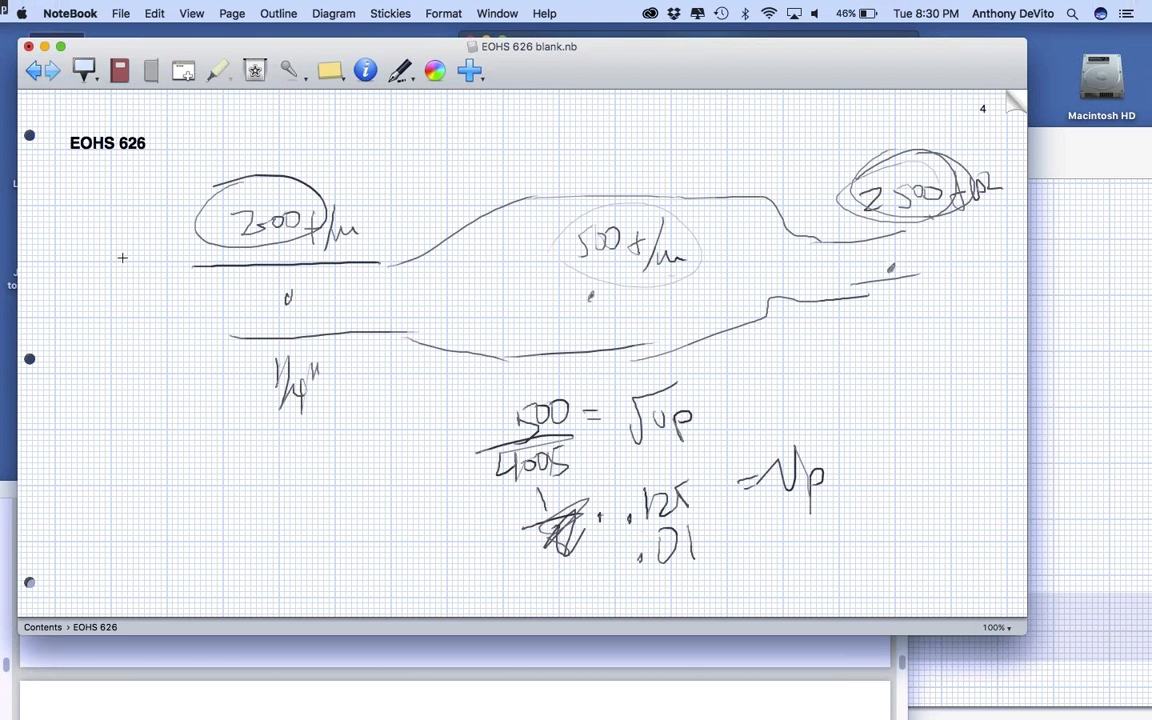 NotebooK File Edit View Page Outline Diagram Stickies Format Window Help 46% Tue 8:30 PM Anthony DeVito
EOHS 626 blank.nb
Macintosh HD
4
EOHS 626
2500 f/m
500 f/m
2500
1/4"
500 = √vp
4005
.125
.01
= √vp
Contents › EOHS 626
100%